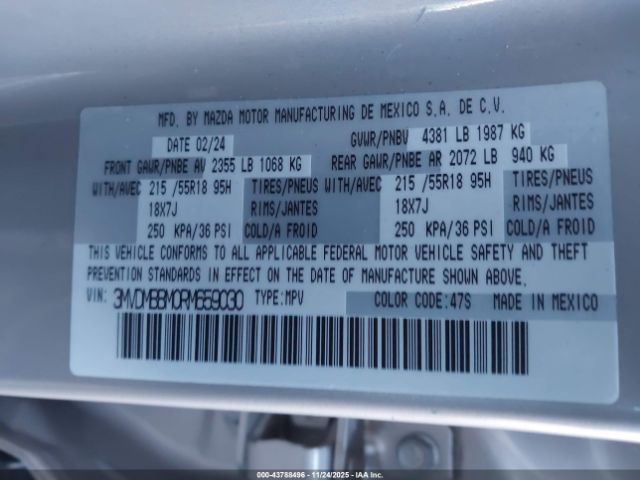 MFD. BY MAZDA MOTOR MANUFACTURING DE MEXICO S.A. DE C.V.
DATE 02/24 GVWR/PNBV 4381 LB 1987 KG
FRONT GAWR/PNBE AV 2355 LB 1068 KG REAR GAWR/PNBE AR 2072 LB 940 KG
WITH/AVEC 215 /55R18 95H TIRES/PNEUS WITH/AVEC 215 /55R18 95H TIRES/PNEUS
18X7J RIMS/JANTES 18X7J RIMS/JANTES
250 KPA/36 PSI COLD/A FROID 250 KPA/36 PSI COLD/A FROID
THIS VEHICLE CONFORMS TO ALL APPLICABLE FEDERAL MOTOR VEHICLE SAFETY AND THEFT
PREVENTION STANDARDS IN EFFECT ON THE DATE OF MANUFACTURE SHOWN ABOVE.
VIN: 3MVDMBBM0RM659030 TYPE:MPV COLOR CODE:47S MADE IN MEXICO
000-43788496 - 11/24/2025 - IAAI.COM